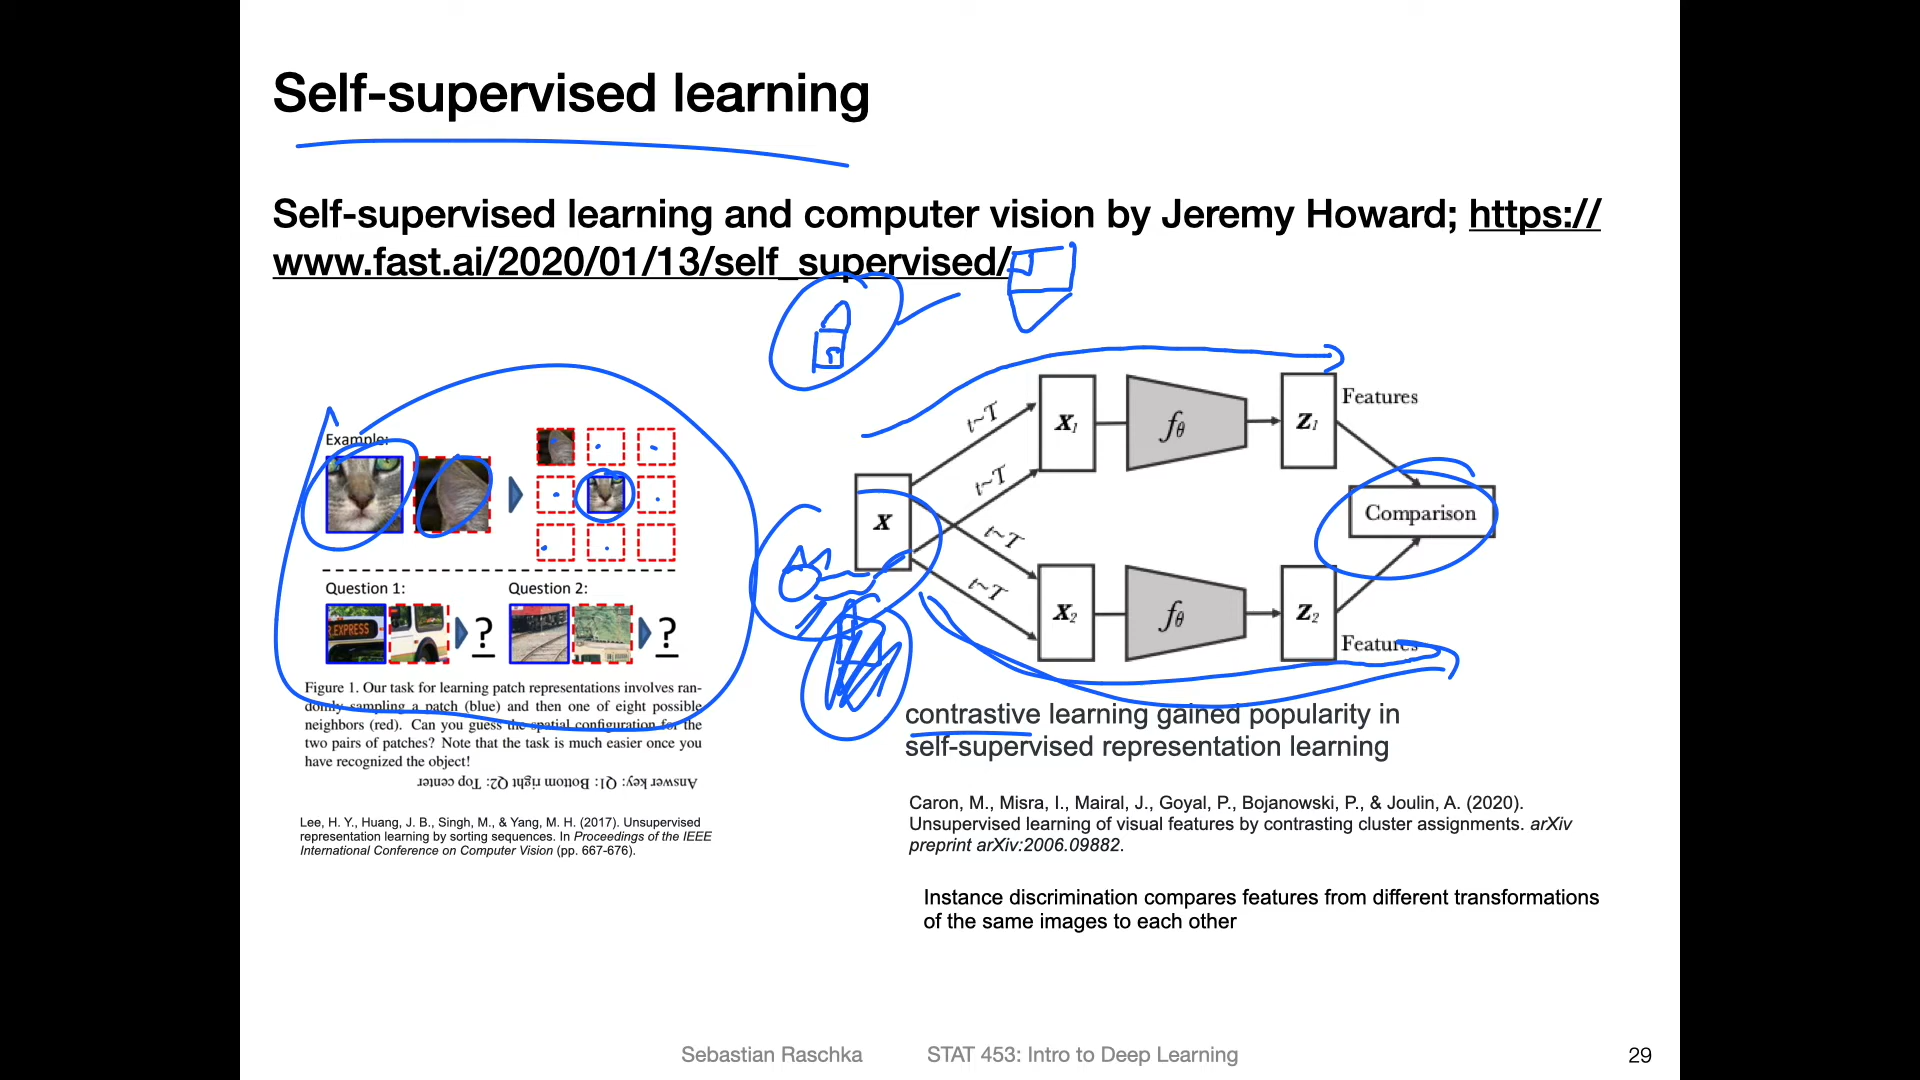 Self-supervised learning
Self-supervised learning and computer vision by Jeremy Howard; https://
www.fast.ai/2020/01/13/self_supervised/
Example:
Question 1:
Question 2:
R.EXPRESS
?
?
Figure 1. Our task for learning patch representations involves ran-
domly sampling a patch (blue) and then one of eight possible
neighbors (red). Can you guess the spatial configuration for the
two pairs of patches? Note that the task is much easier once you
have recognized the object!
Answer key: Q1: Bottom right Q2: Top center
Lee, H. Y., Huang, J. B., Singh, M., & Yang, M. H. (2017). Unsupervised
representation learning by sorting sequences. In Proceedings of the IEEE
International Conference on Computer Vision (pp. 667-676).
X
t~T
t~T
t~T
t~T
X₁
fθ
Z₁
Features
Comparison
X₂
fθ
Z₂
Features
contrastive learning gained popularity in
self-supervised representation learning
Caron, M., Misra, I., Mairal, J., Goyal, P., Bojanowski, P., & Joulin, A. (2020).
Unsupervised learning of visual features by contrasting cluster assignments. arXiv
preprint arXiv:2006.09882.
Instance discrimination compares features from different transformations
of the same images to each other
Sebastian Raschka
STAT 453: Intro to Deep Learning
29